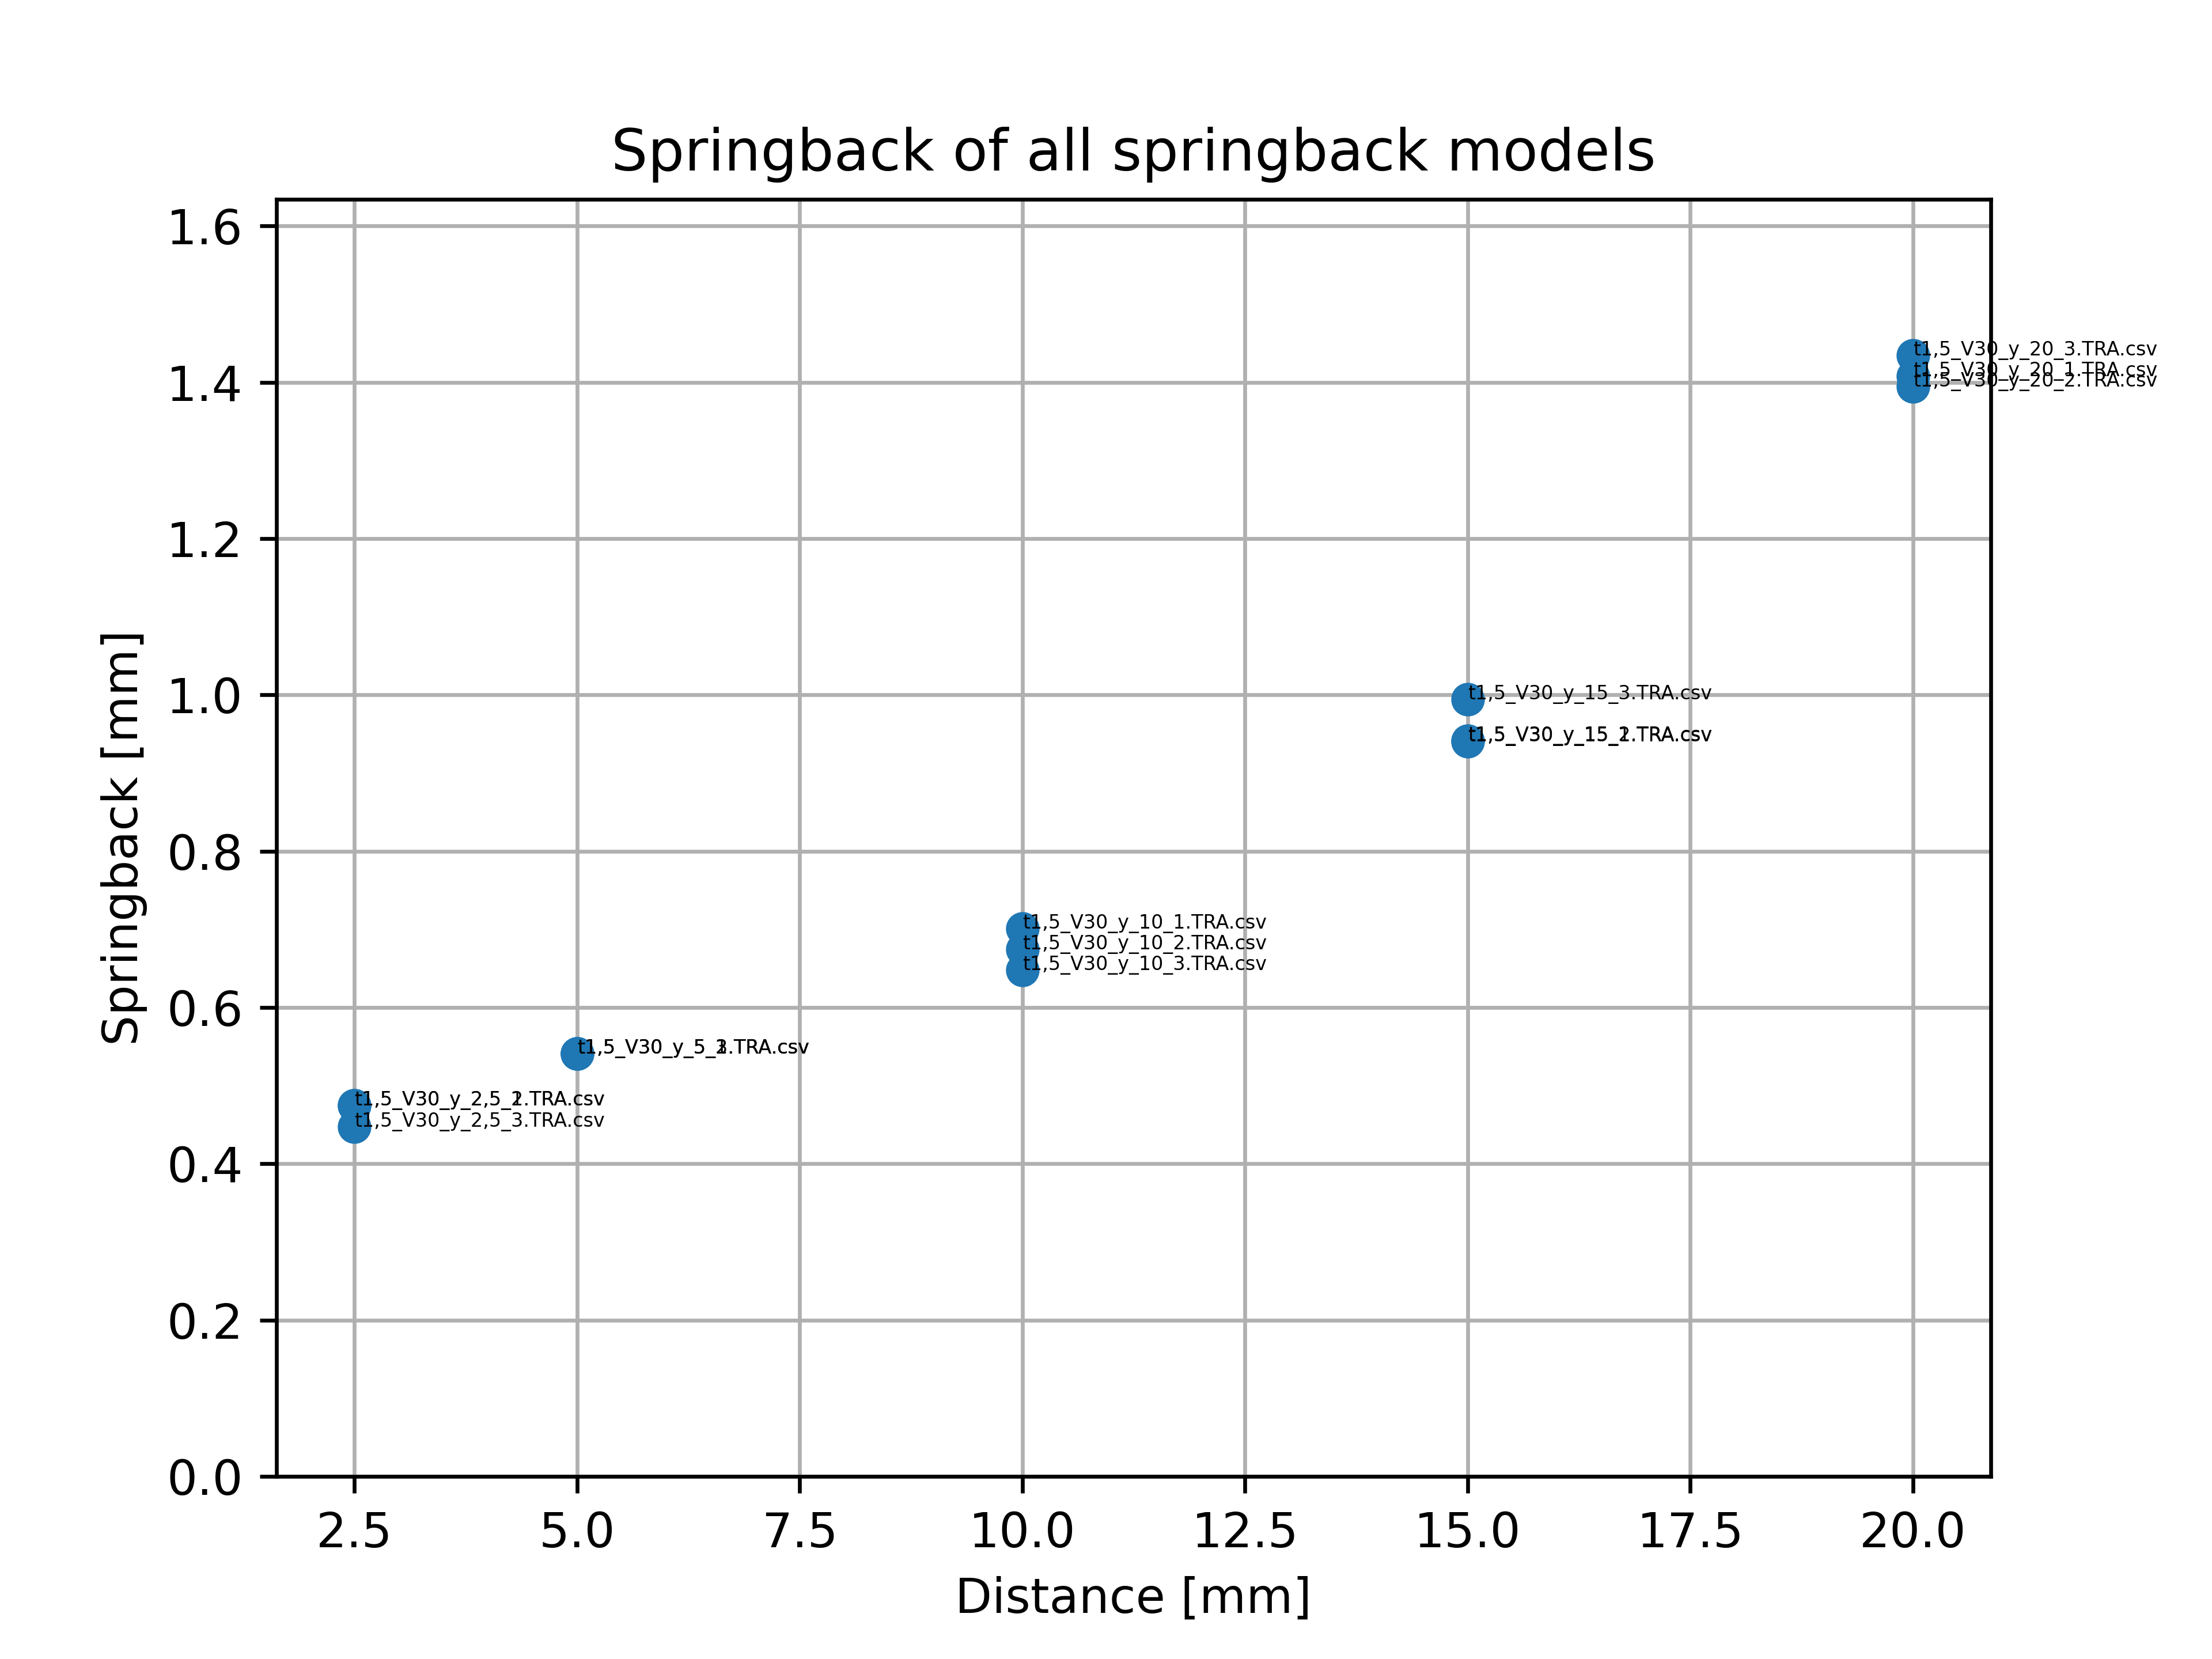 Springback of all springback models
1.6
1.4
1.2
1.0
0.8
0.6
0.4
0.2
0.0
Springback [mm]
t1,5_V30_y_20_3.TRA.csv
t1,5_V30_y_20_1.TRA.csv
t1,5_V30_y_20_2.TRA.csv
t1,5_V30_y_15_3.TRA.csv
t1,5_V30_y_10_1.TRA.csv
t1,5_V30_y_10_2.TRA.csv
t1,5_V30_y_10_3.TRA.csv
t1,5_V30_y_2,5_3.TRA.csv
2.5 5.0 7.5 10.0 12.5 15.0 17.5 20.0
Distance [mm]